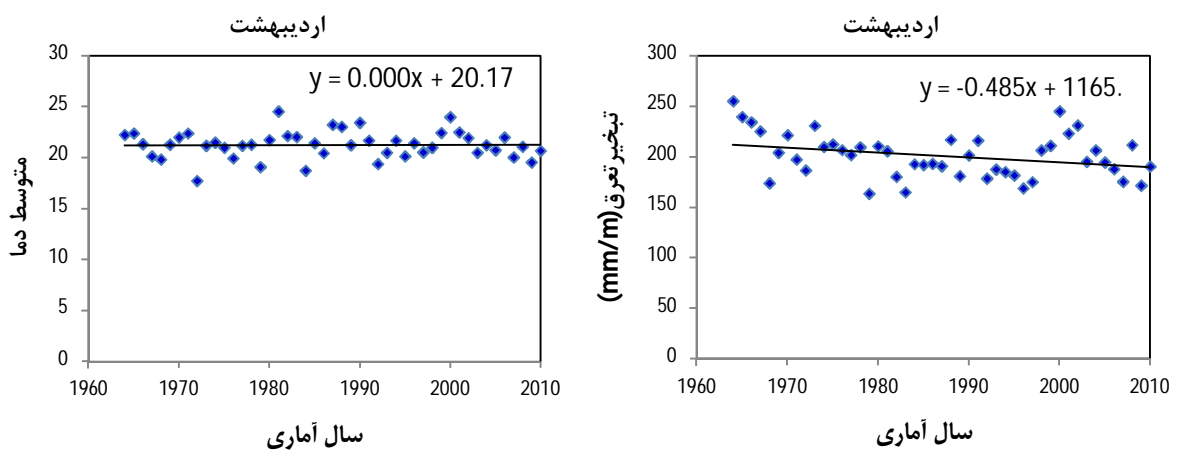 اردیبهشت
y = 0.000x + 20.17
30
25
20
15
10
5
0
متوسط دما
1960 1970 1980 1990 2000 2010
سال آماری
اردیبهشت
y = -0.485x + 1165.
300
250
200
150
100
50
0
تبخیرتعرق(mm/m)
1960 1970 1980 1990 2000 2010
سال آماری